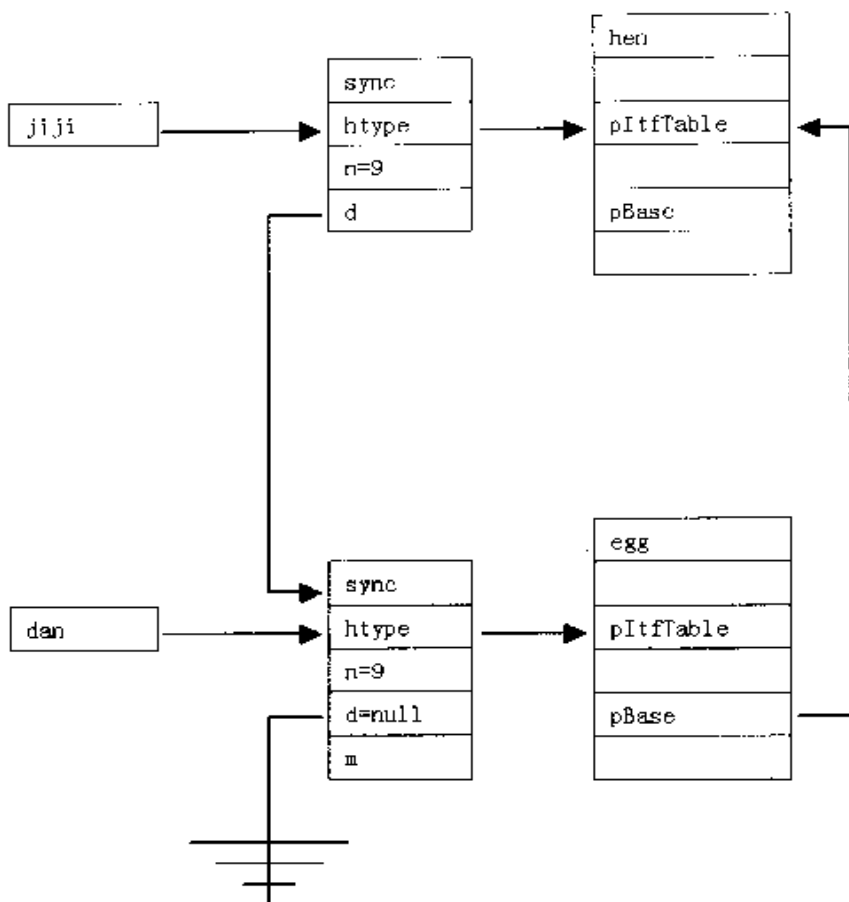 hen
sync
jiji
htype
pItfTable
n=9
d
pBase
egg
sync
dan
htype
pItfTable
n=9
d=null
pBase
m